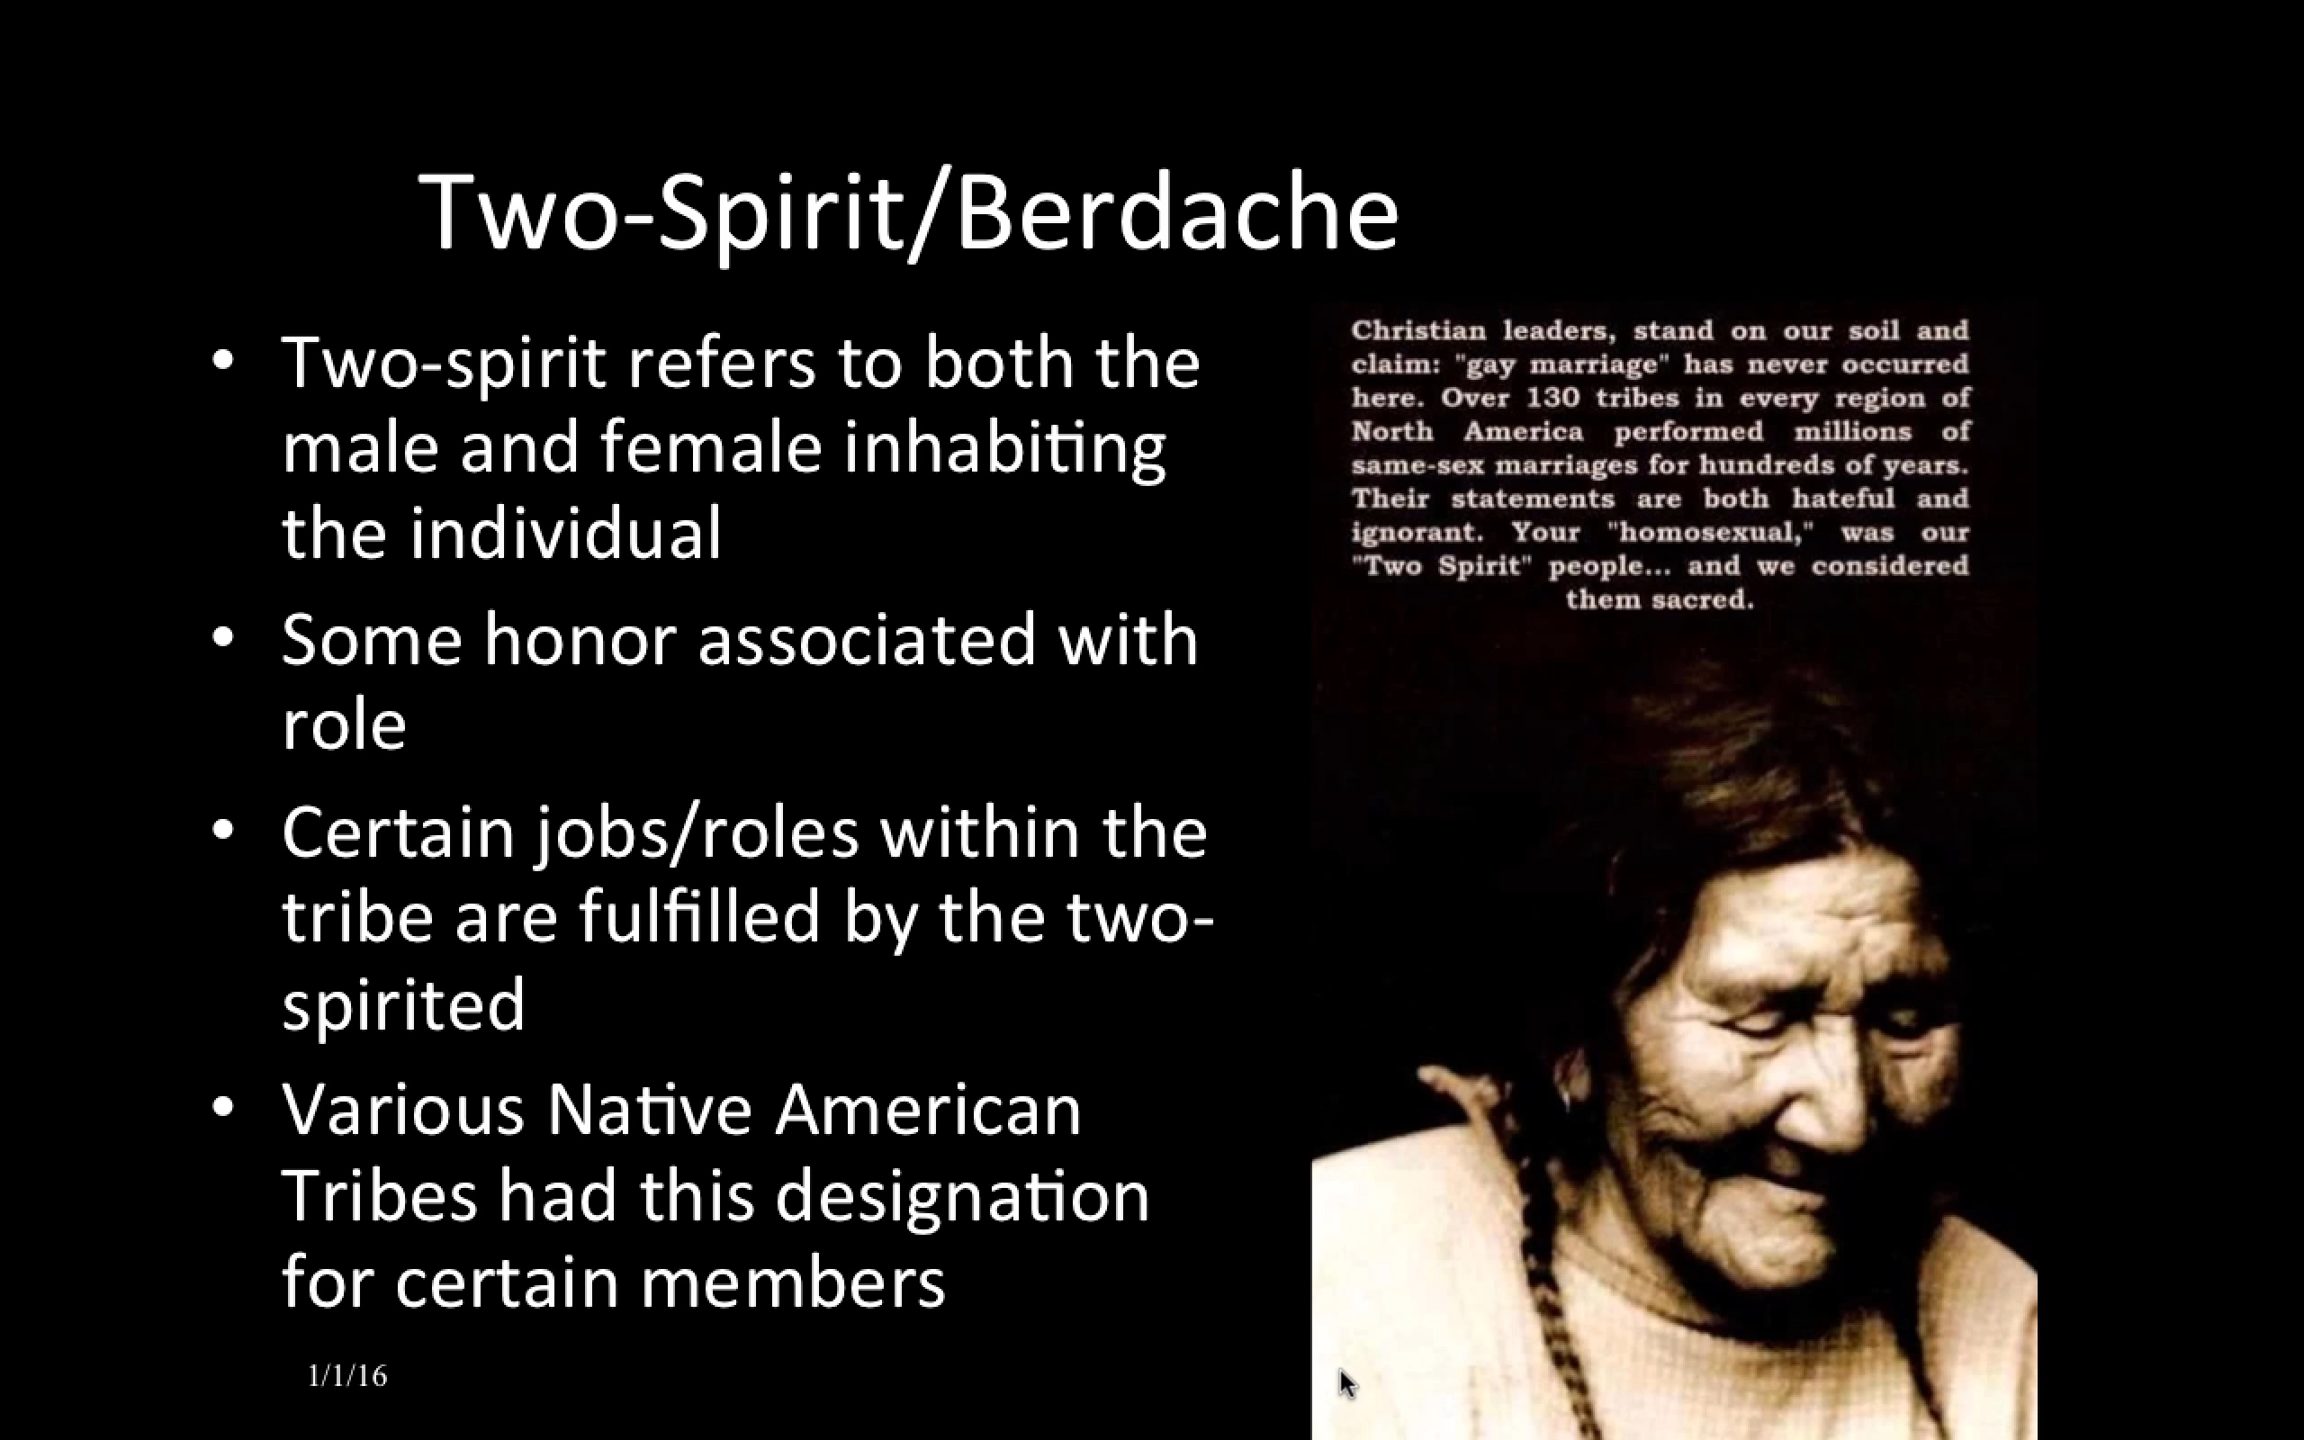 Two-Spirit/Berdache
• Two-spirit refers to both the
male and female inhabiting
the individual
• Some honor associated with
role
• Certain jobs/roles within the
tribe are fulfilled by the two-
spirited
• Various Native American
Tribes had this designation
for certain members
1/1/16
Christian leaders, stand on our soil and
claim: "gay marriage" has never occurred
here. Over 130 tribes in every region of
North America performed millions of
same-sex marriages for hundreds of years.
Their statements are both hateful and
ignorant. Your "homosexual," was our
"Two Spirit" people... and we considered
them sacred.